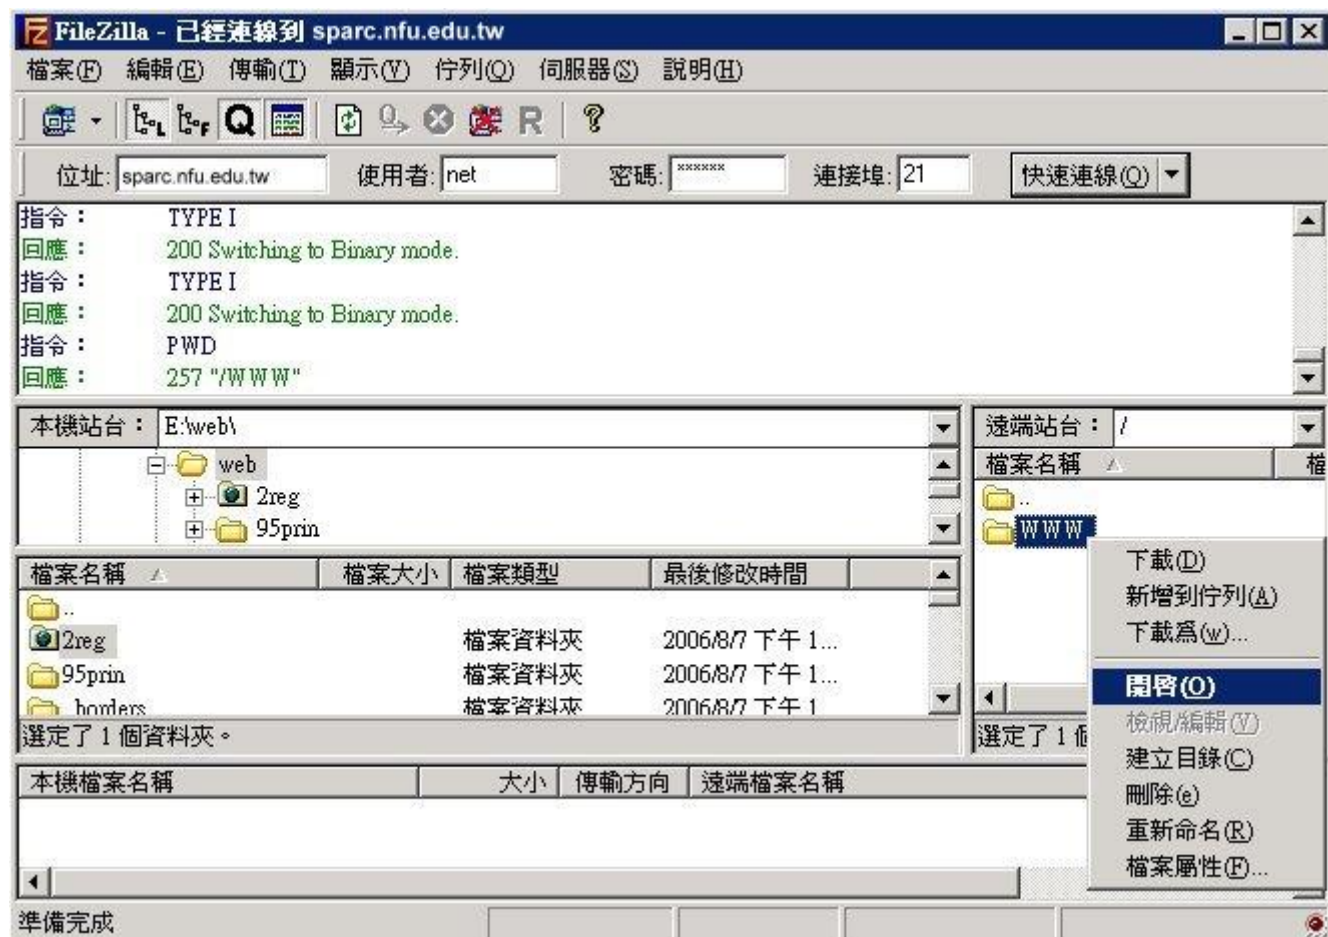 FileZilla - 已經連線到 sparc.nfu.edu.tw
檔案(F) 編輯(E) 傳輸(T) 顯示(V) 佇列(Q) 伺服器(S) 說明(H)
位址: sparc.nfu.edu.tw 使用者: net 密碼: ****** 連接埠: 21 快速連線(Q)
指令： TYPE I
回應： 200 Switching to Binary mode.
指令： TYPE I
回應： 200 Switching to Binary mode.
指令： PWD
回應： 257 "/WWW"
本機站台： E:\web\ 遠端站台： /
web
2reg
95prin
檔案名稱 檔
..
WWW
檔案名稱 檔案大小 檔案類型 最後修改時間
..
2reg 檔案資料夾 2006/8/7 下午 1...
95prin 檔案資料夾 2006/8/7 下午 1...
_borders 檔案資料夾 2006/8/7 下午 1
選定了 1 個資料夾。 選定了 1 個
下載(D)
新增到佇列(A)
下載爲(w)...
開啓(O)
檢視/編輯(V)
建立目錄(C)
刪除(e)
重新命名(R)
檔案屬性(F)...
本機檔案名稱 大小 傳輸方向 遠端檔案名稱
準備完成